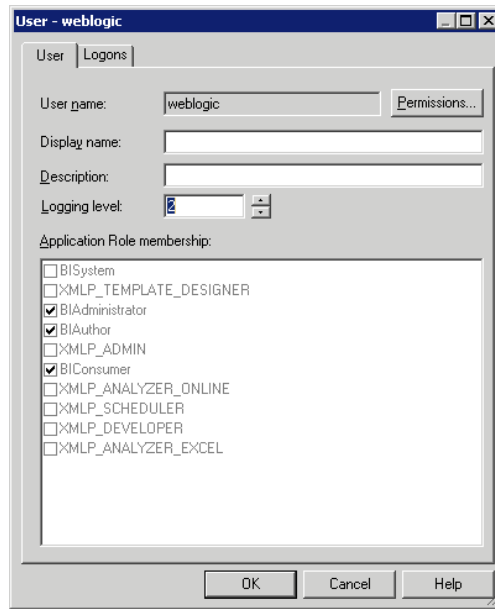 User - weblogic
User Logons
User name: weblogic Permissions...
Display name:
Description:
Logging level: 2
Application Role membership:
BISystem
XMLP_TEMPLATE_DESIGNER
BIAdministrator
BIAuthor
XMLP_ADMIN
BIConsumer
XMLP_ANALYZER_ONLINE
XMLP_SCHEDULER
XMLP_DEVELOPER
XMLP_ANALYZER_EXCEL
OK Cancel Help